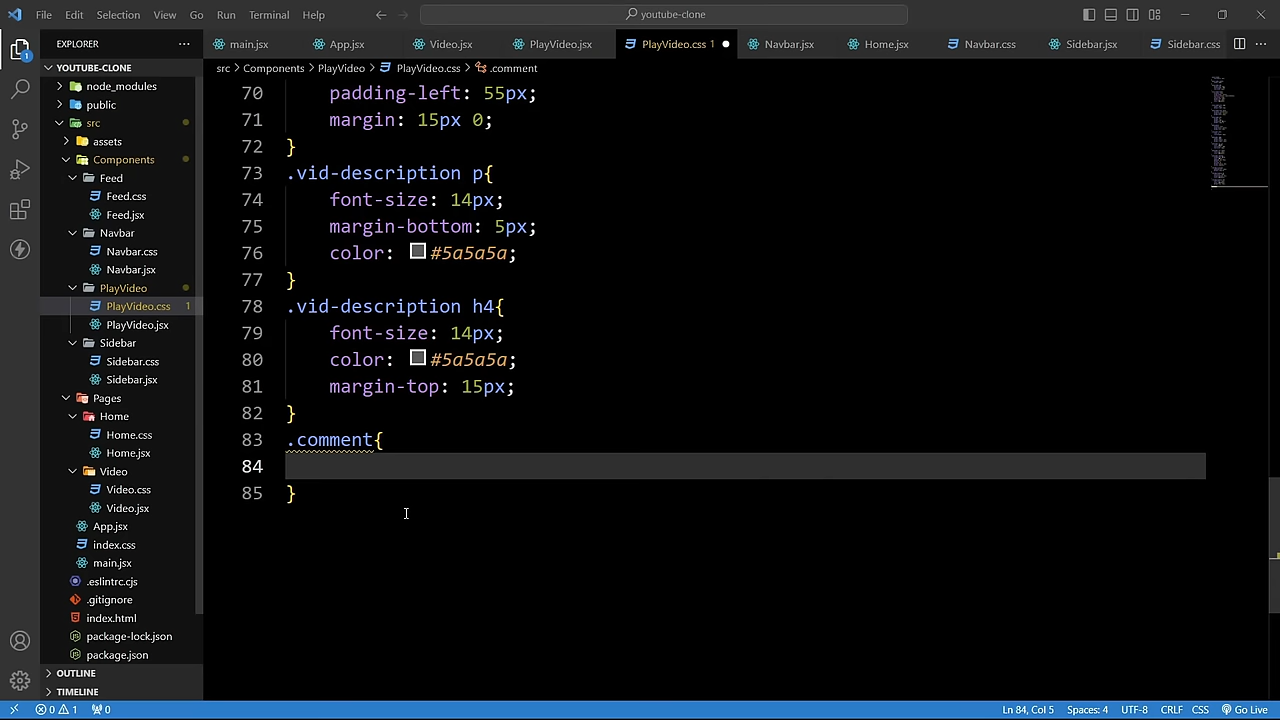 File Edit Selection View Go Run Terminal Help youtube-clone
EXPLORER main.jsx App.jsx Video.jsx PlayVideo.jsx PlayVideo.css 1 Navbar.jsx Home.jsx Navbar.css Sidebar.jsx Sidebar.css
YOUTUBE-CLONE src > Components > PlayVideo > PlayVideo.css > .comment
node_modules
public
src
assets
Components
Feed
Feed.css
Feed.jsx
Navbar
Navbar.css
Navbar.jsx
PlayVideo
PlayVideo.css 1
PlayVideo.jsx
Sidebar
Sidebar.css
Sidebar.jsx
Pages
Home
Home.css
Home.jsx
Video
Video.css
Video.jsx
App.jsx
index.css
main.jsx
.eslintrc.cjs
.gitignore
index.html
package-lock.json
package.json
OUTLINE
TIMELINE
70 padding-left: 55px;
71 margin: 15px 0;
72 }
73 .vid-description p{
74 font-size: 14px;
75 margin-bottom: 5px;
76 color: #5a5a5a;
77 }
78 .vid-description h4{
79 font-size: 14px;
80 color: #5a5a5a;
81 margin-top: 15px;
82 }
83 .comment{
84
85 }
1
0 1 0 Ln 84, Col 5 Spaces: 4 UTF-8 CRLF CSS Go Live